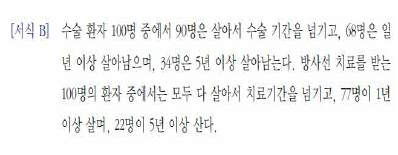 [서식 B] 수술 환자 100명 중에서 90명은 살아서 수술 기간을 넘기고, 68명은 일
년 이상 살아남으며, 34명은 5년 이상 살아남는다. 방사선 치료를 받는
100명의 환자 중에서는 모두 다 살아서 치료기간을 넘기고, 77명이 1년
이상 살며, 22명이 5년 이상 산다.